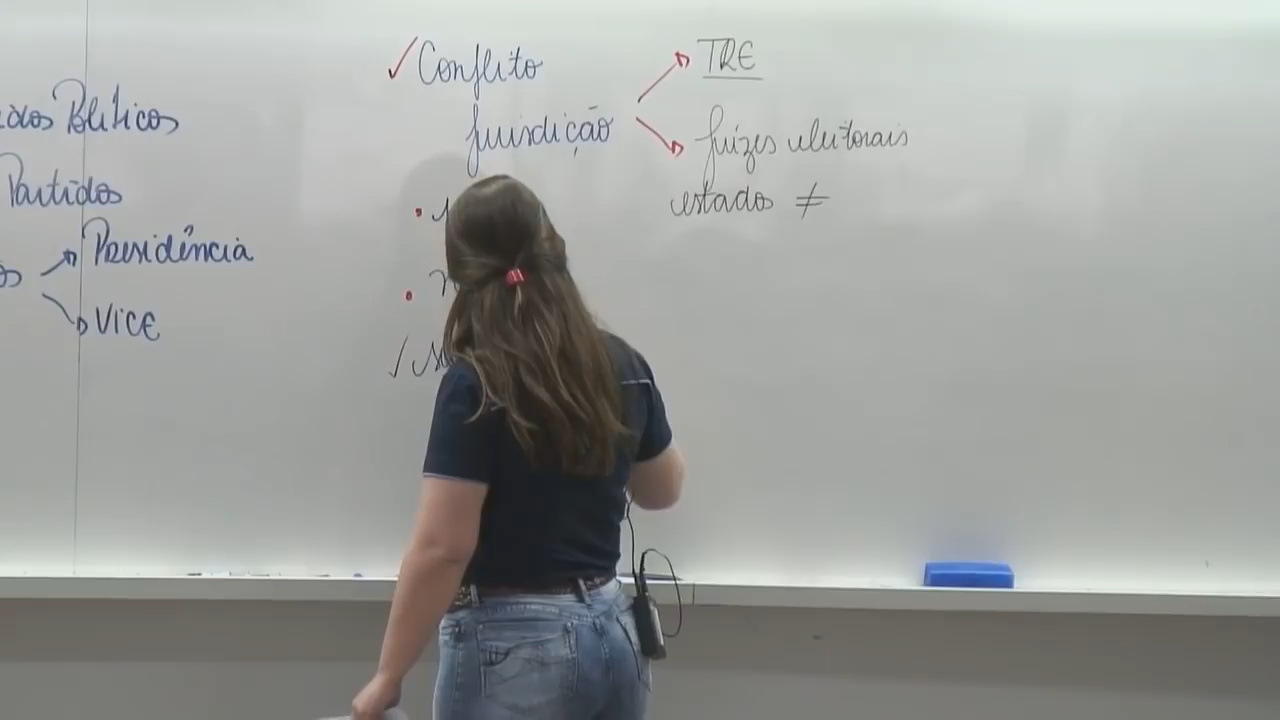 Políticos
Partidos
Presidência
Vice
✓ Conflito
Jurisdição
TRE
Juízes eleitorais
estados ≠